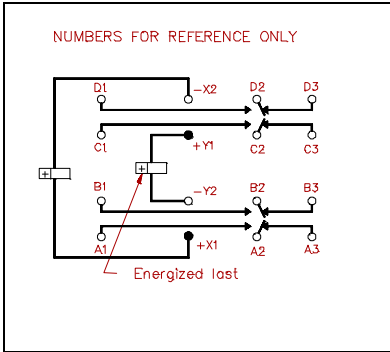 NUMBERS FOR REFERENCE ONLY
D1 -X2 D2 D3
C1 +Y1 C2 C3
+ +
B1 -Y2 B2 B3
A1 +X1 A2 A3
Energized last